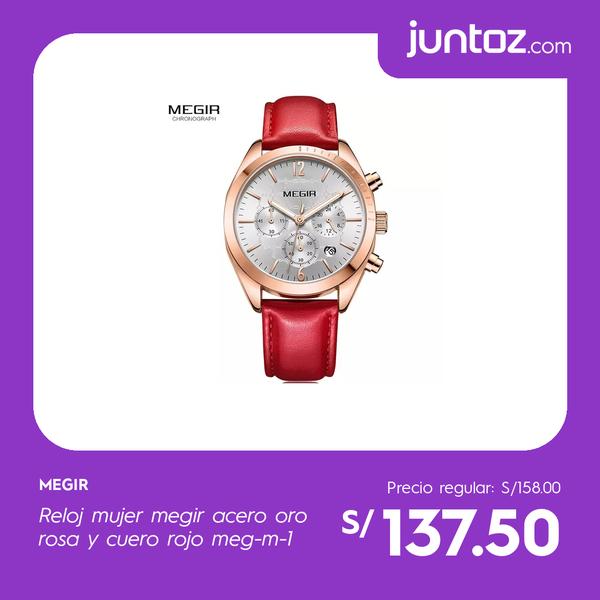 juntoz.com
MEGIR
CHRONOGRAPH
MEGIR
MEGIR
Reloj mujer megir acero oro
rosa y cuero rojo meg-m-1
Precio regular: S/158.00
S/137.50